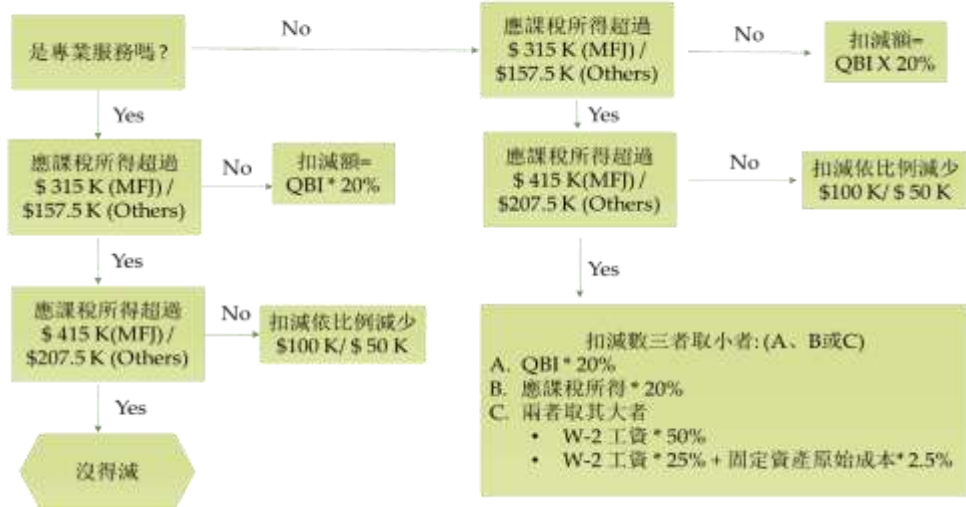 是專業服務嗎？
No
應課稅所得超過
$ 315 K (MFJ) /
$157.5 K (Others)
No
扣減額=
QBI X 20%
Yes
Yes
應課稅所得超過
$ 315 K (MFJ) /
$157.5 K (Others)
No
扣減額=
QBI * 20%
應課稅所得超過
$ 415 K (MFJ) /
$207.5 K (Others)
No
扣減依比例減少
$100 K/ $ 50 K
Yes
Yes
應課稅所得超過
$ 415 K(MFJ) /
$207.5 K (Others)
No
扣減依比例減少
$100 K/ $ 50 K
扣減數三者取小者: (A、B或C)
A. QBI * 20%
B. 應課稅所得 * 20%
C. 兩者取其大者
• W-2 工資 * 50%
• W-2 工資 * 25% + 固定資產原始成本* 2.5%
Yes
沒得減